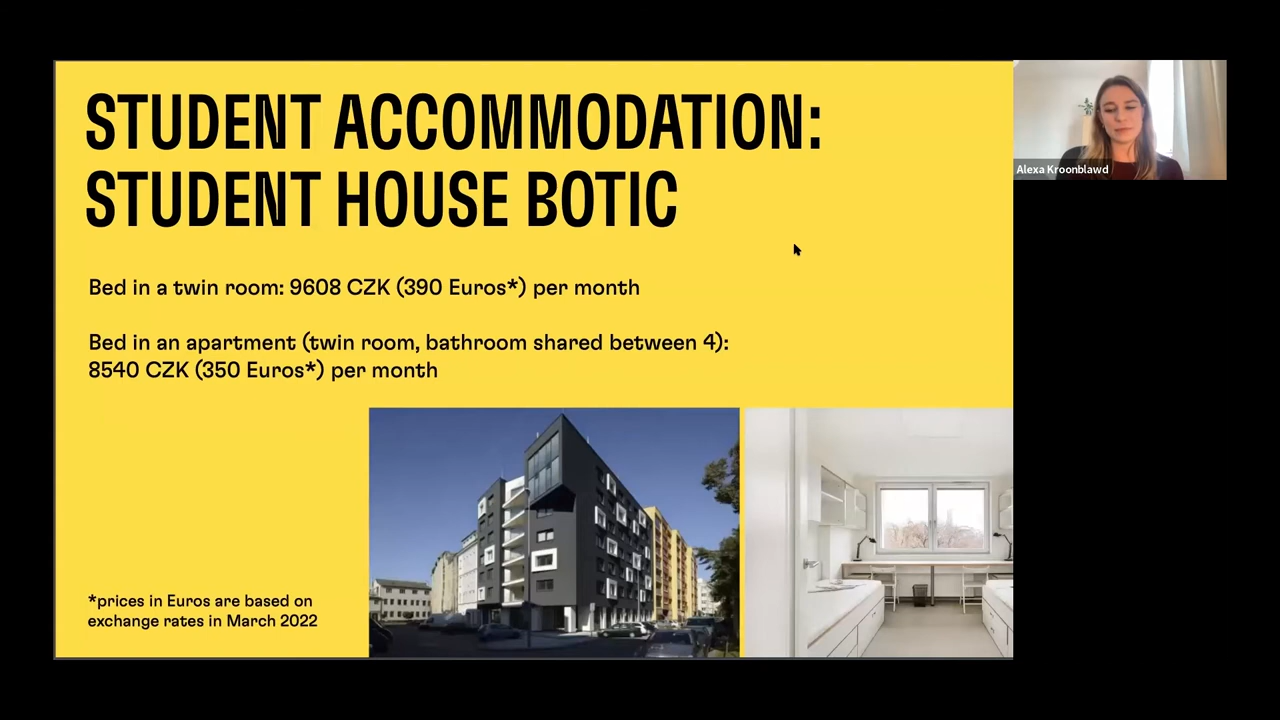 STUDENT ACCOMMODATION:
STUDENT HOUSE BOTIC
Bed in a twin room: 9608 CZK (390 Euros*) per month
Bed in an apartment (twin room, bathroom shared between 4):
8540 CZK (350 Euros*) per month
*prices in Euros are based on
exchange rates in March 2022
Alexa Kroonblawd